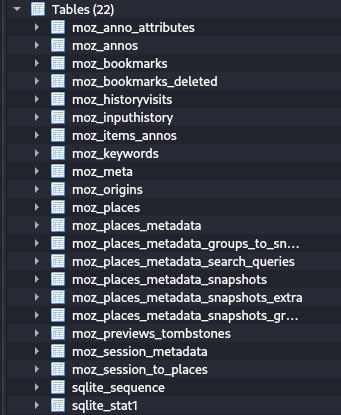 Tables (22)
moz_anno_attributes
moz_annos
moz_bookmarks
moz_bookmarks_deleted
moz_historyvisits
moz_inputhistory
moz_items_annos
moz_keywords
moz_meta
moz_origins
moz_places
moz_places_metadata
moz_places_metadata_groups_to_sn...
moz_places_metadata_search_queries
moz_places_metadata_snapshots
moz_places_metadata_snapshots_extra
moz_places_metadata_snapshots_gr...
moz_previews_tombstones
moz_session_metadata
moz_session_to_places
sqlite_sequence
sqlite_stat1